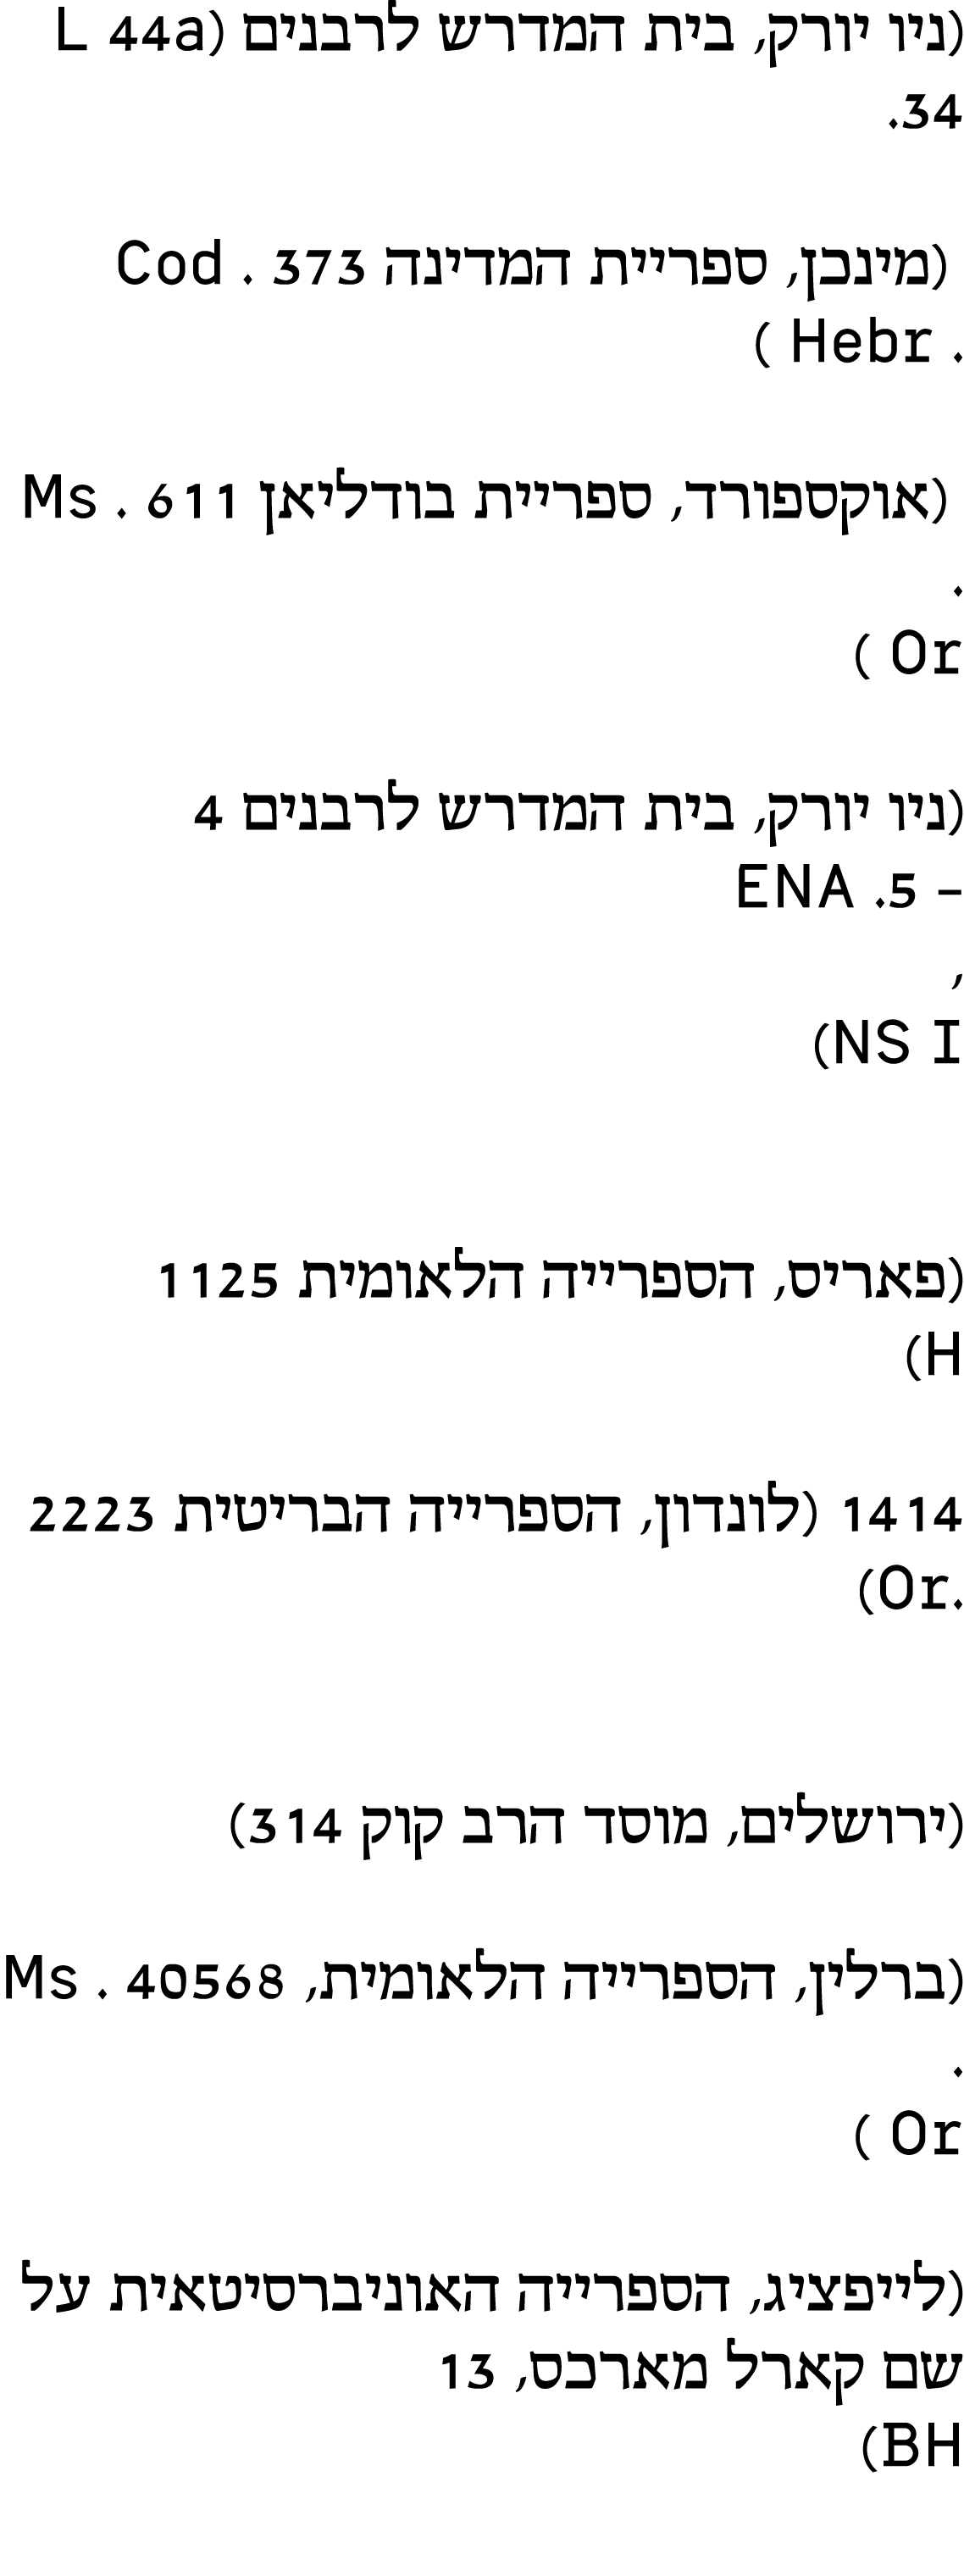 (ניו יורק, בית המדרש לרבנים (L 44a
34.
(מינכן, ספריית המדינה 373 . Cod
. Hebr )
(אוקספורד, ספריית בודליאן 611 . Ms
.
Or )
(ניו יורק, בית המדרש לרבנים 4
– 5. ENA
,
NS I)
(פאריס, הספרייה הלאומית 1125
H)
1414 (לונדון, הספרייה הבריטית 2223
.Or)
(ירושלים, מוסד הרב קוק 314)
(ברלין, הספרייה הלאומית, 40568 . Ms
.
Or )
(לייפציג, הספרייה האוניברסיטאית על
שם קארל מארכס, 13
BH)